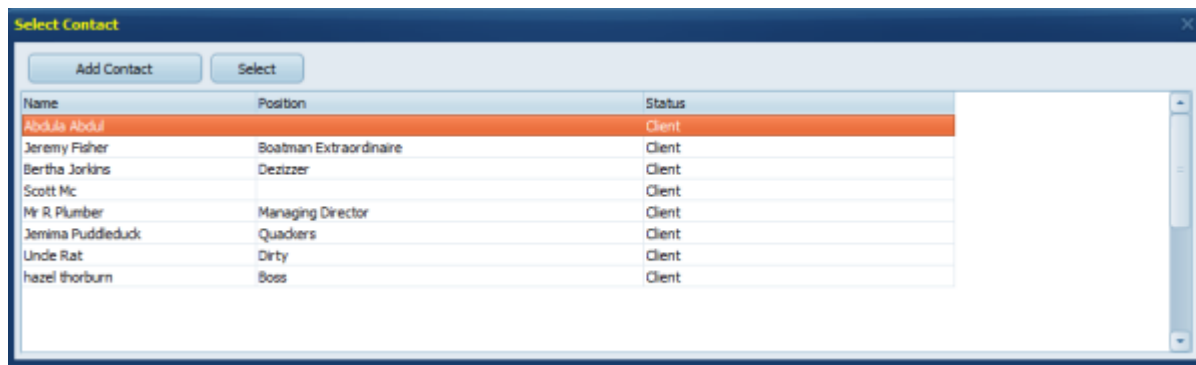 Select Contact
Add Contact Select
Name Position Status
Abdula Abdul Client
Jeremy Fisher Boatman Extraordinaire Client
Bertha Jorkins Dezizzer Client
Scott Mc Client
Mr R Plumber Managing Director Client
Jemima Puddleduck Quackers Client
Uncle Rat Dirty Client
hazel thorburn Boss Client